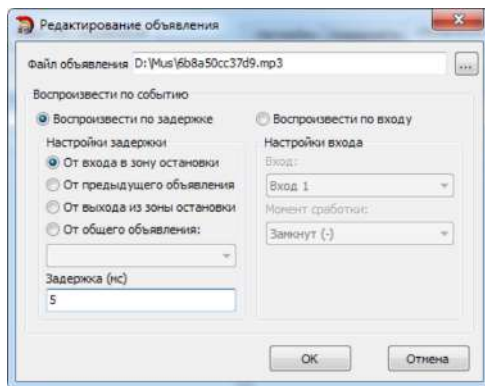 Редактирование объявления
Файл объявления D:\Mus\6b8a50cc37d9.mp3 ...
Воспроизвести по событию
Воспроизвести по задержке
Настройки задержки
От входа в зону остановки
От предыдущего объявления
От выхода из зоны остановки
От общего объявления:
Задержка (мс)
5
Воспроизвести по входу
Настройки входа
Вход:
Вход 1
Момент сработки:
Замкнут (-)
OK Отмена